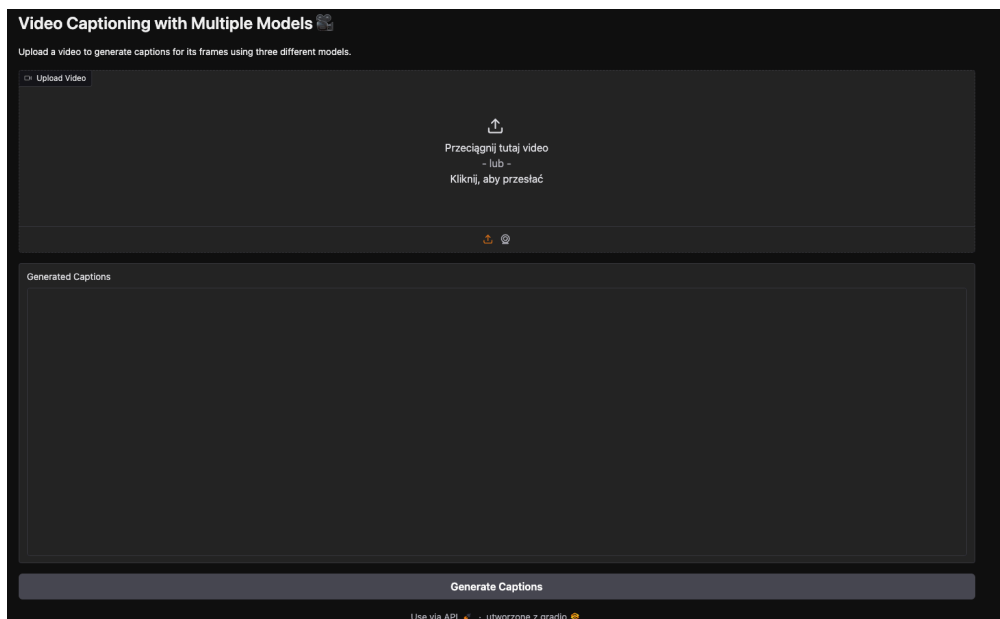 Video Captioning with Multiple Models
Upload a video to generate captions for its frames using three different models.
Upload Video
Przeciągnij tutaj video
- lub -
Kliknij, aby przesłać
Generated Captions
Generate Captions
Use via API - utworzone z gradio